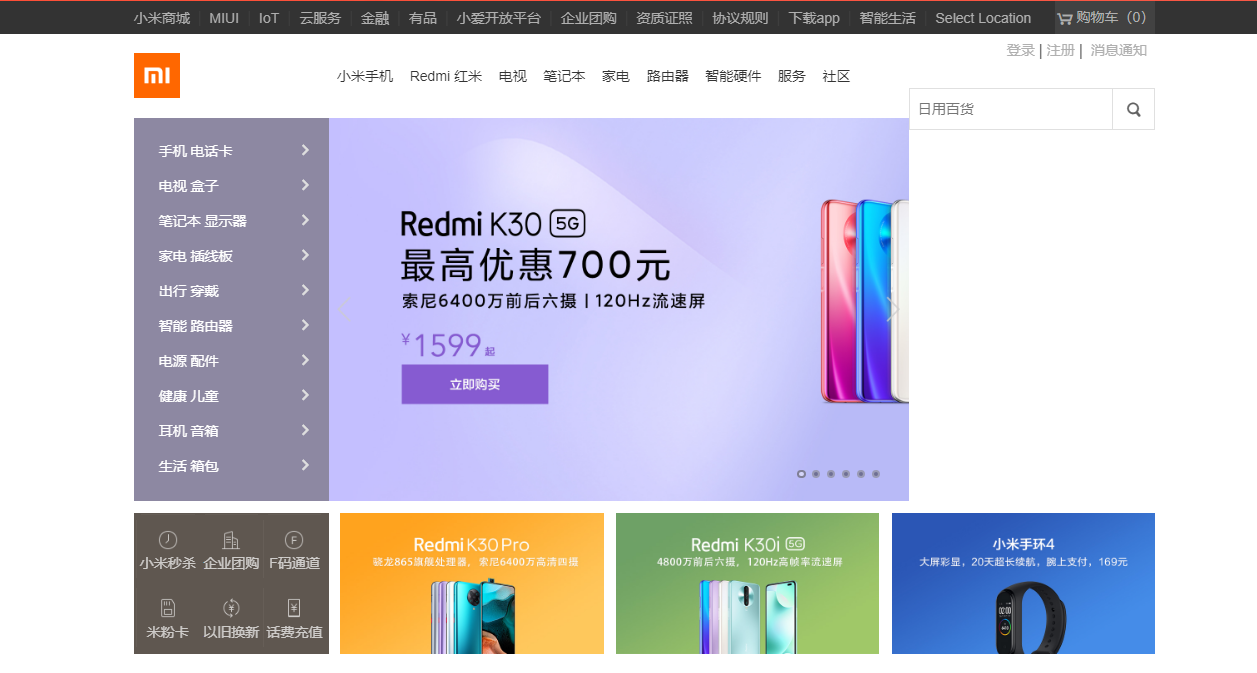 小米商城 MIUI IoT 云服务 金融 有品 小爱开放平台 企业团购 资质证照 协议规则 下载app 智能生活 Select Location 购物车（0）
登录 | 注册 | 消息通知
小米手机 Redmi 红米 电视 笔记本 家电 路由器 智能硬件 服务 社区
日用百货
手机 电话卡
电视 盒子
笔记本 显示器
家电 插线板
出行 穿戴
智能 路由器
电源 配件
健康 儿童
耳机 音箱
生活 箱包
Redmi K30 5G
最高优惠700元
索尼6400万前后六摄 | 120Hz流速屏
¥1599起
立即购买
小米秒杀 企业团购 F码通道
米粉卡 以旧换新 话费充值
Redmi K30 Pro
骁龙865旗舰处理器，索尼6400万高清四摄
Redmi K30i 5G
4800万前后六摄，120Hz高帧率流速屏
小米手环4
大屏彩显，20天超长续航，腕上支付，169元